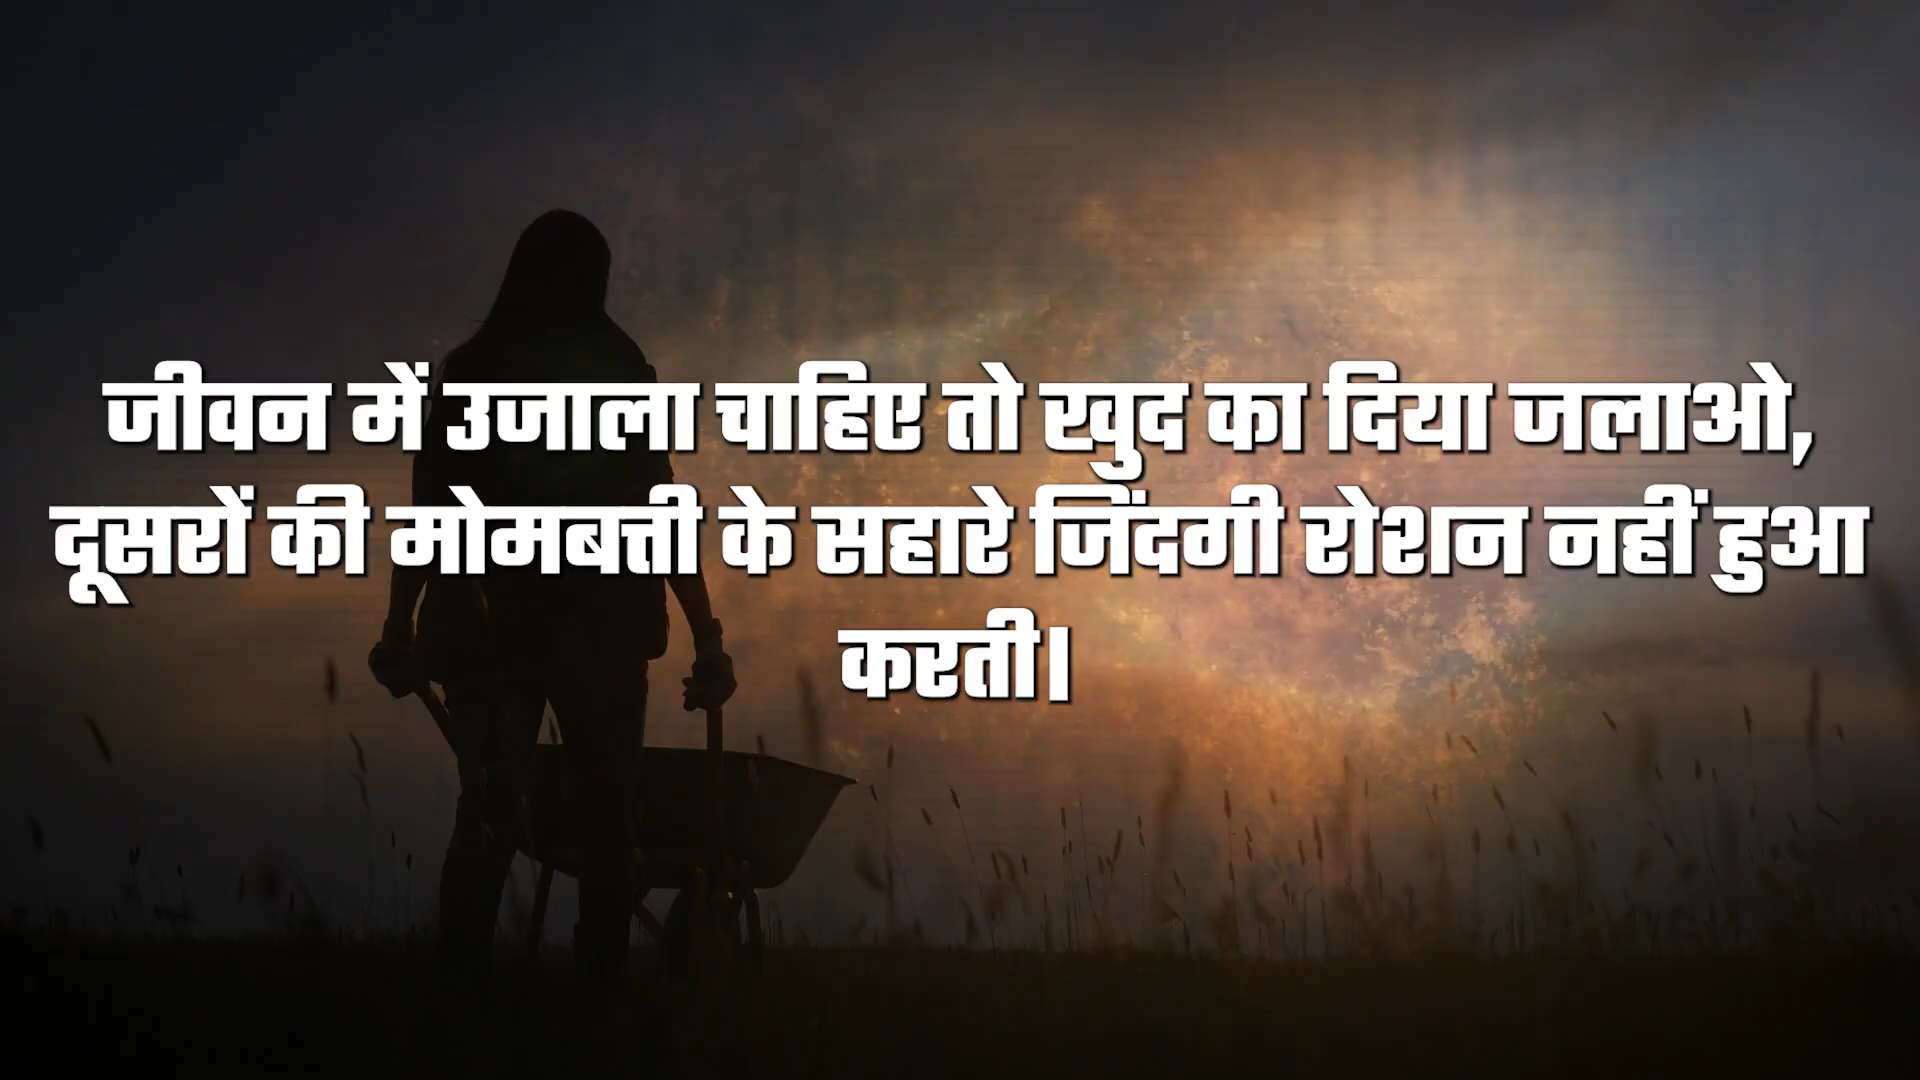 जीवन में उजाला चाहिए तो खुद का दिया जलाओ,
दूसरों की मोमबत्ती के सहारे जिंदगी रोशन नहीं हुआ
करती।